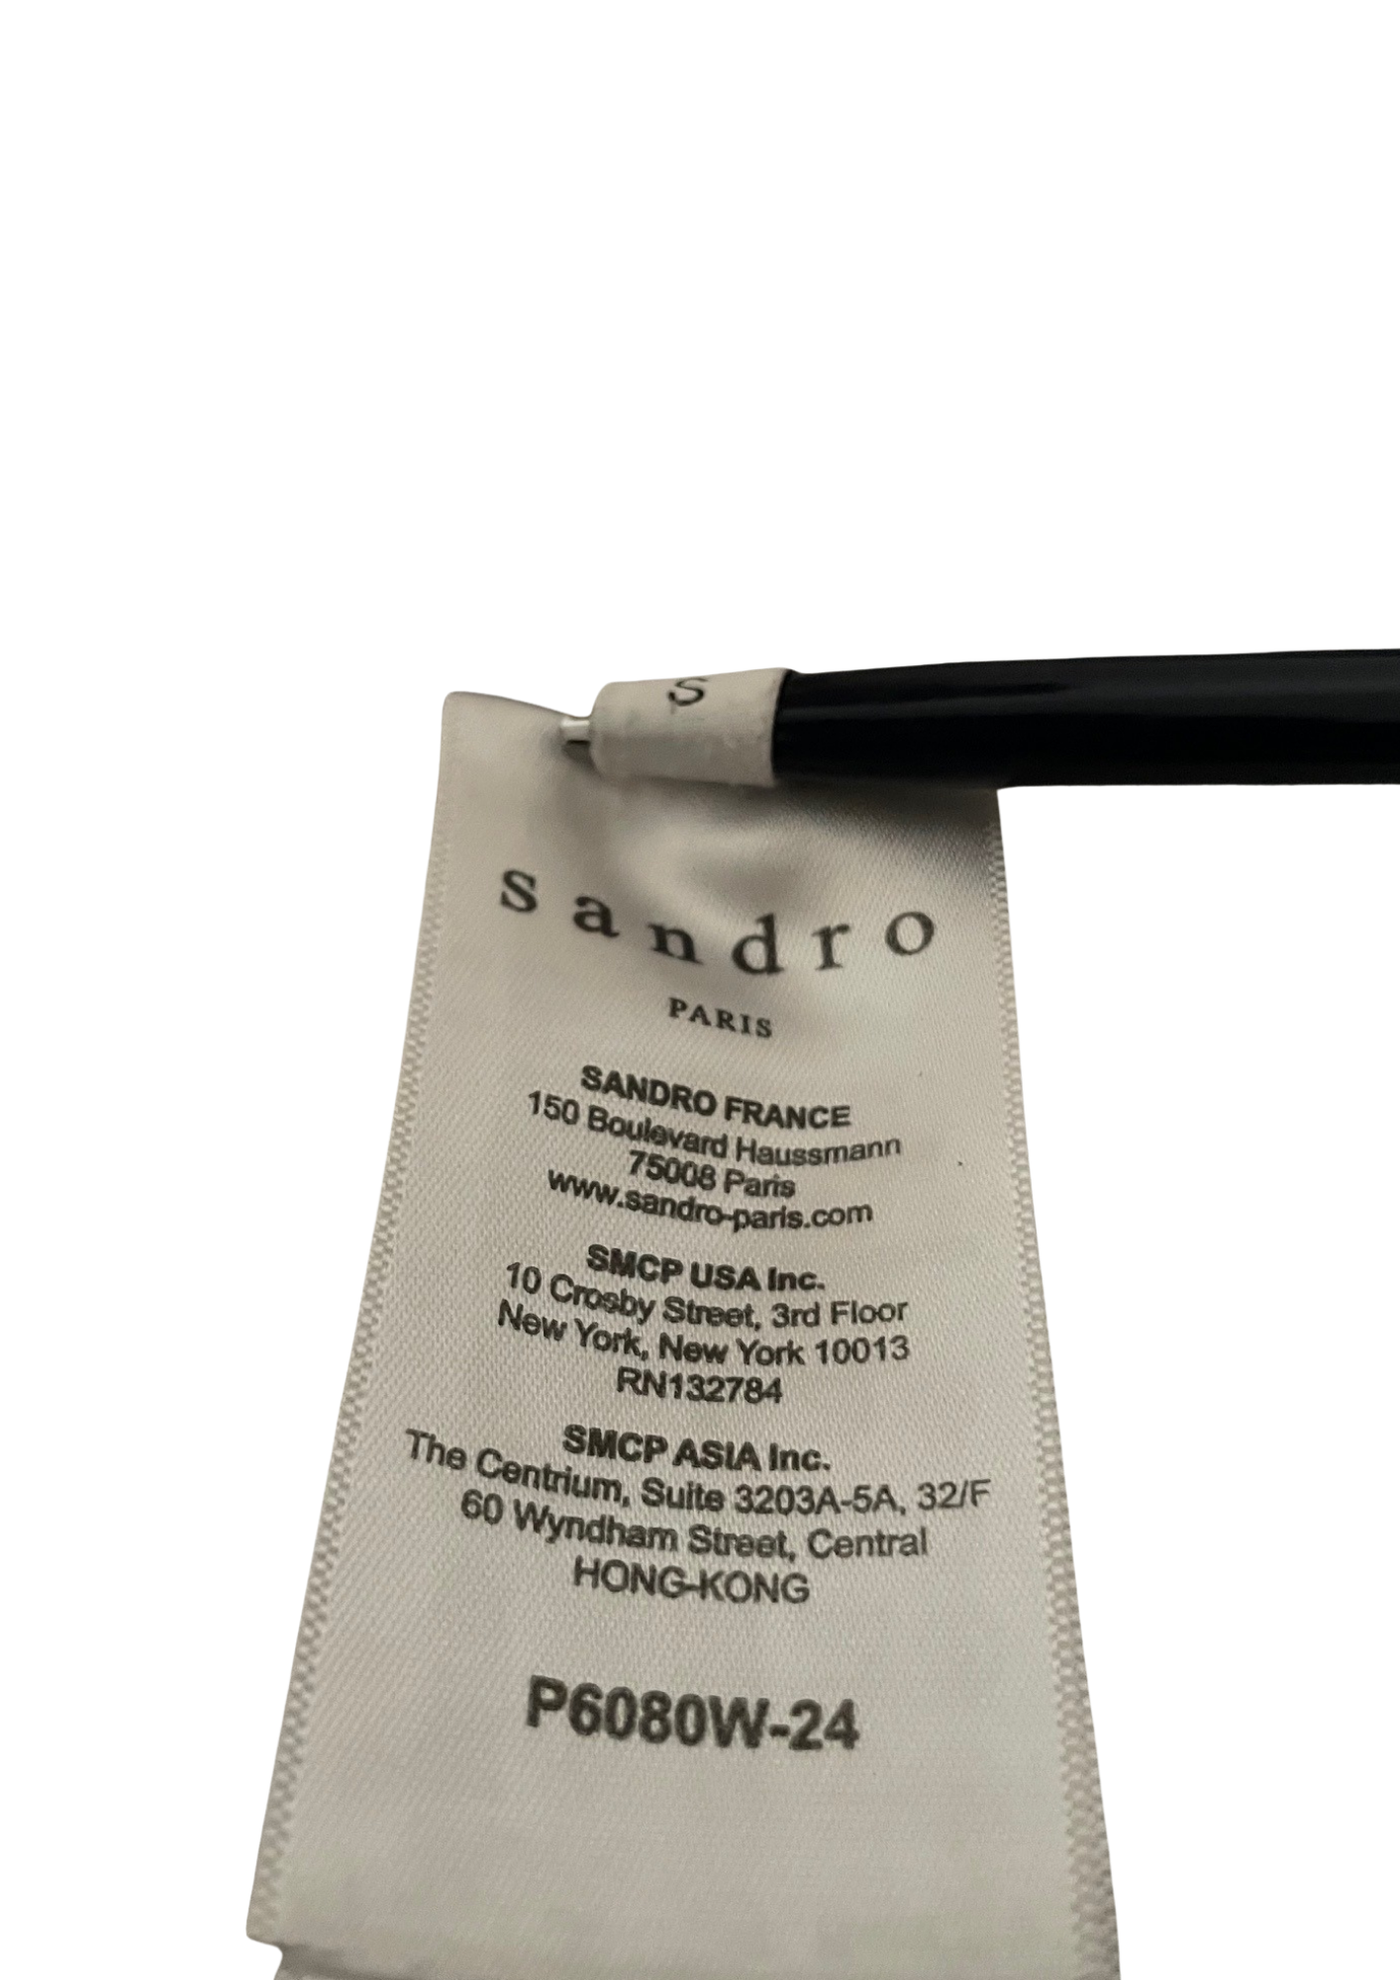 S
sandro
PARIS
SANDRO FRANCE
150 Boulevard Haussmann
75008 Paris
www.sandro-paris.com
SMCP USA Inc.
10 Crosby Street, 3rd Floor
New York, New York 10013
RN132784
SMCP ASIA Inc.
The Centrium, Suite 3203A-5A, 32/F
60 Wyndham Street, Central
HONG-KONG
P6080W-24